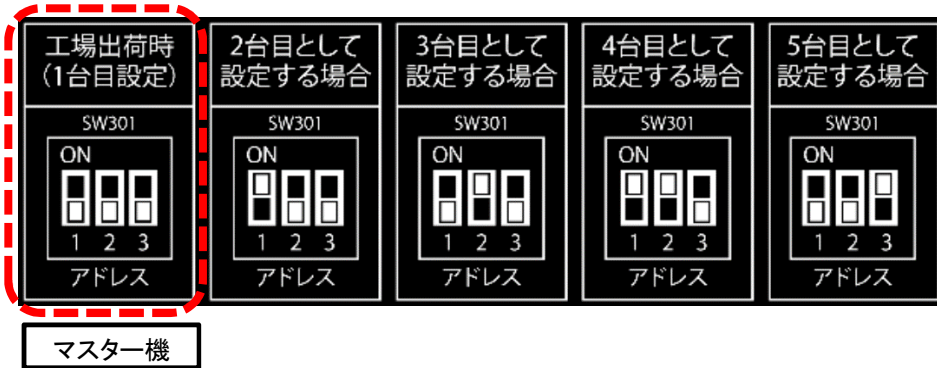 工場出荷時
(1台目設定)
SW301
ON
1 2 3
アドレス
2台目として
設定する場合
SW301
ON
1 2 3
アドレス
3台目として
設定する場合
SW301
ON
1 2 3
アドレス
4台目として
設定する場合
SW301
ON
1 2 3
アドレス
5台目として
設定する場合
SW301
ON
1 2 3
アドレス
マスター機